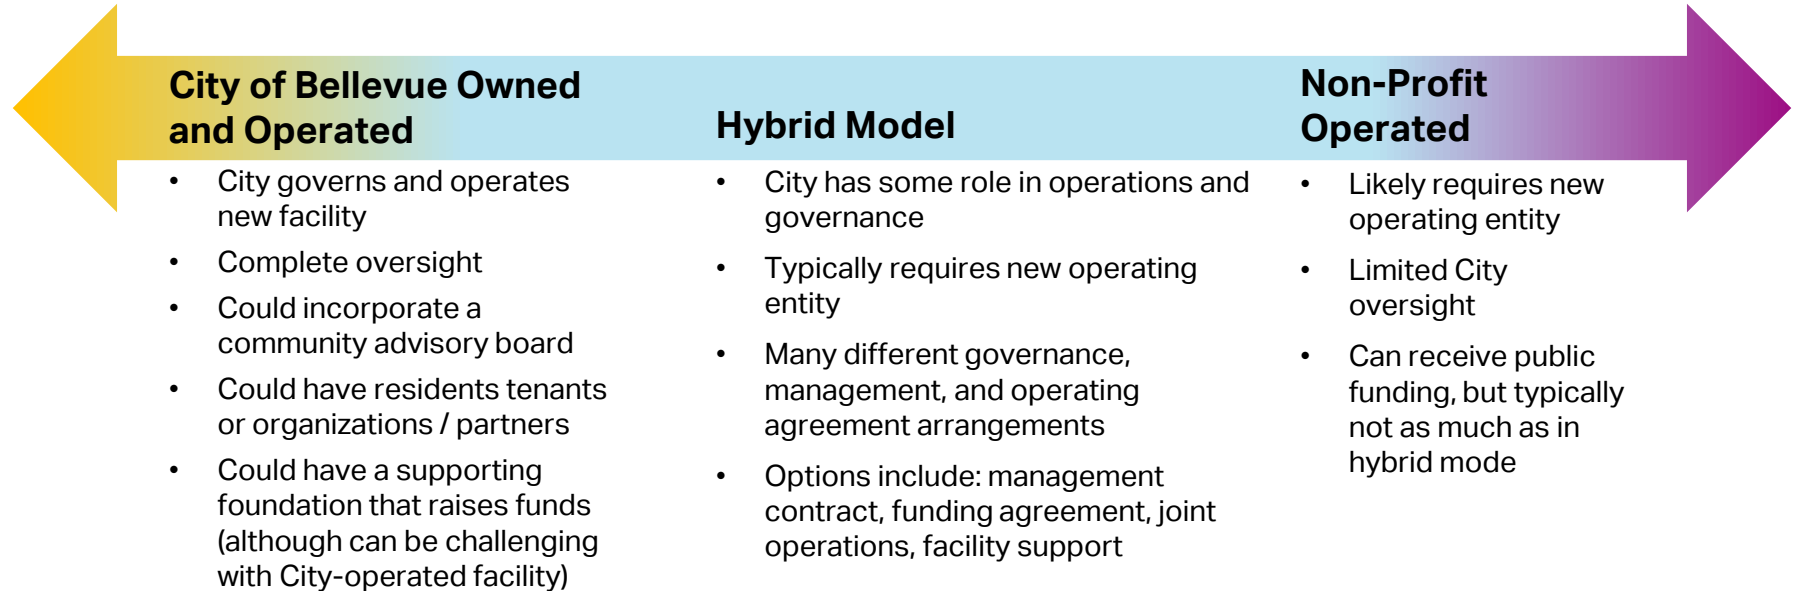 City of Bellevue Owned
and Operated
• City governs and operates
new facility
• Complete oversight
• Could incorporate a
community advisory board
• Could have residents tenants
or organizations / partners
• Could have a supporting
foundation that raises funds
(although can be challenging
with City-operated facility)
Hybrid Model
• City has some role in operations and
governance
• Typically requires new operating
entity
• Many different governance,
management, and operating
agreement arrangements
• Options include: management
contract, funding agreement, joint
operations, facility support
Non-Profit
Operated
• Likely requires new
operating entity
• Limited City
oversight
• Can receive public
funding, but typically
not as much as in
hybrid mode